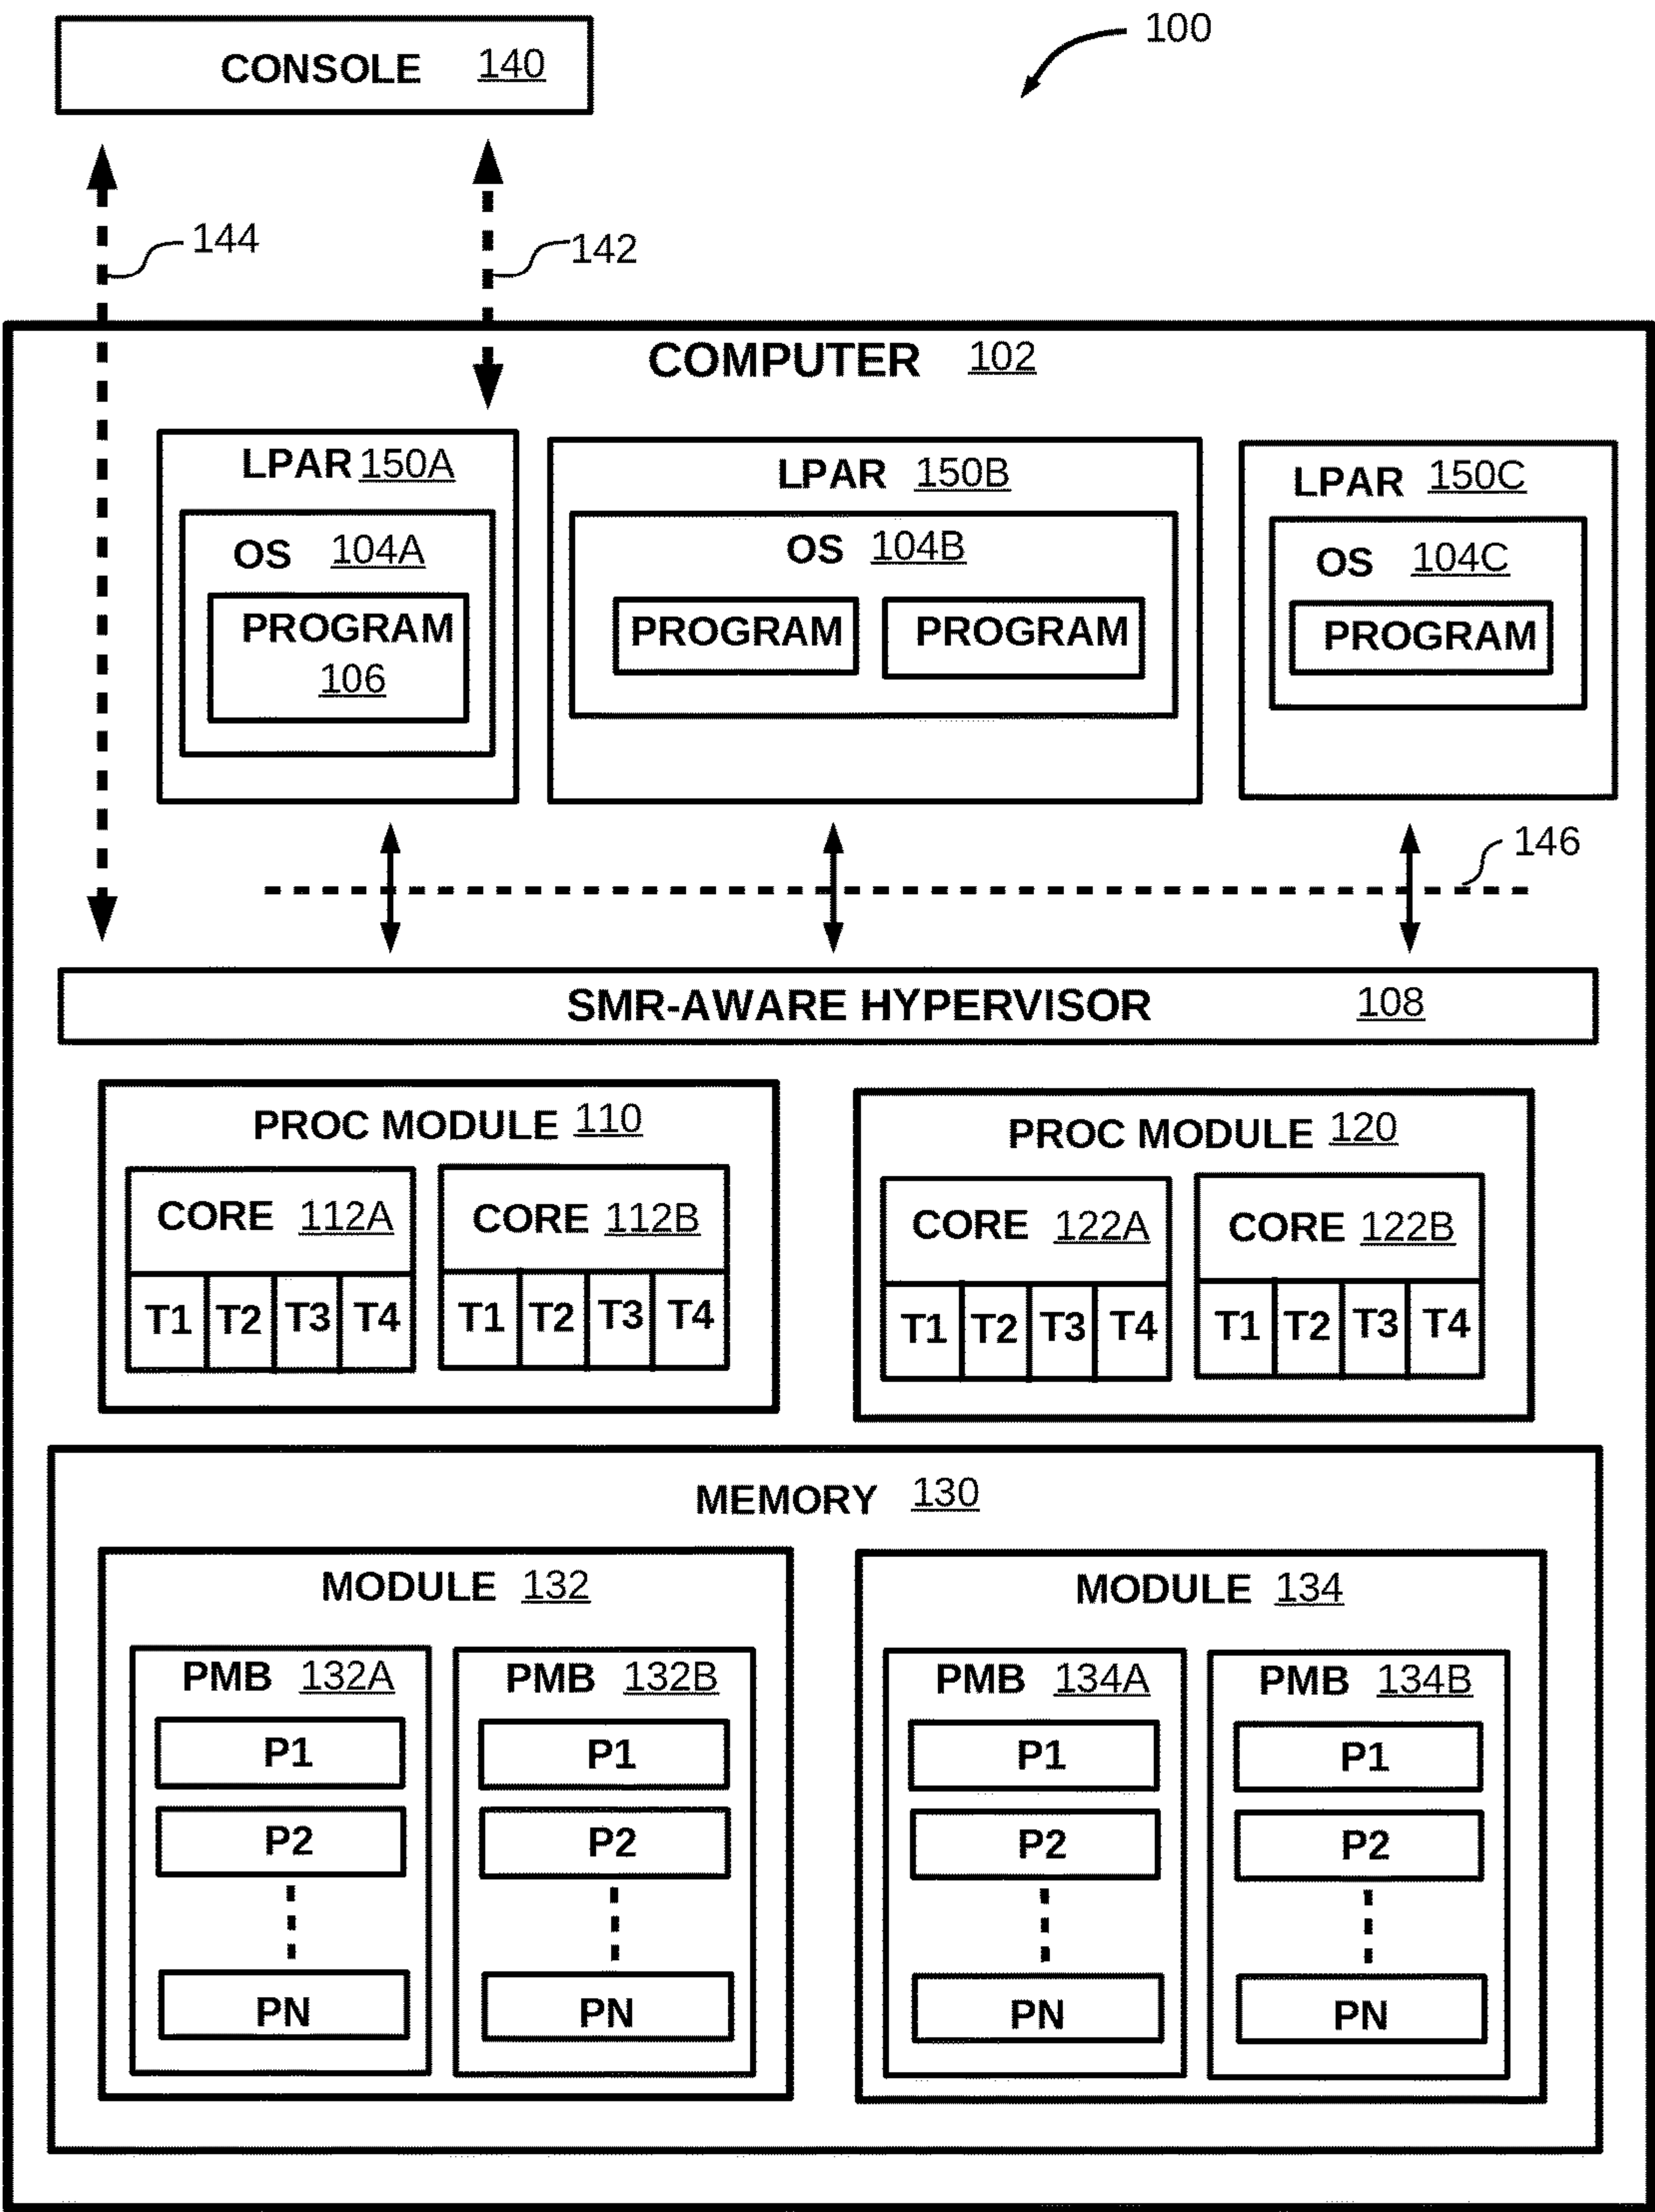 100
CONSOLE 140
144
142
COMPUTER 102
LPAR 150A
OS 104A
PROGRAM
106
LPAR 150B
OS 104B
PROGRAM PROGRAM
LPAR 150C
OS 104C
PROGRAM
146
SMR-AWARE HYPERVISOR 108
PROC MODULE 110
CORE 112A CORE 112B
T1 T2 T3 T4 T1 T2 T3 T4
PROC MODULE 120
CORE 122A CORE 122B
T1 T2 T3 T4 T1 T2 T3 T4
MEMORY 130
MODULE 132
PMB 132A
P1
P2
PN
PMB 132B
P1
P2
PN
MODULE 134
PMB 134A
P1
P2
PN
PMB 134B
P1
P2
PN